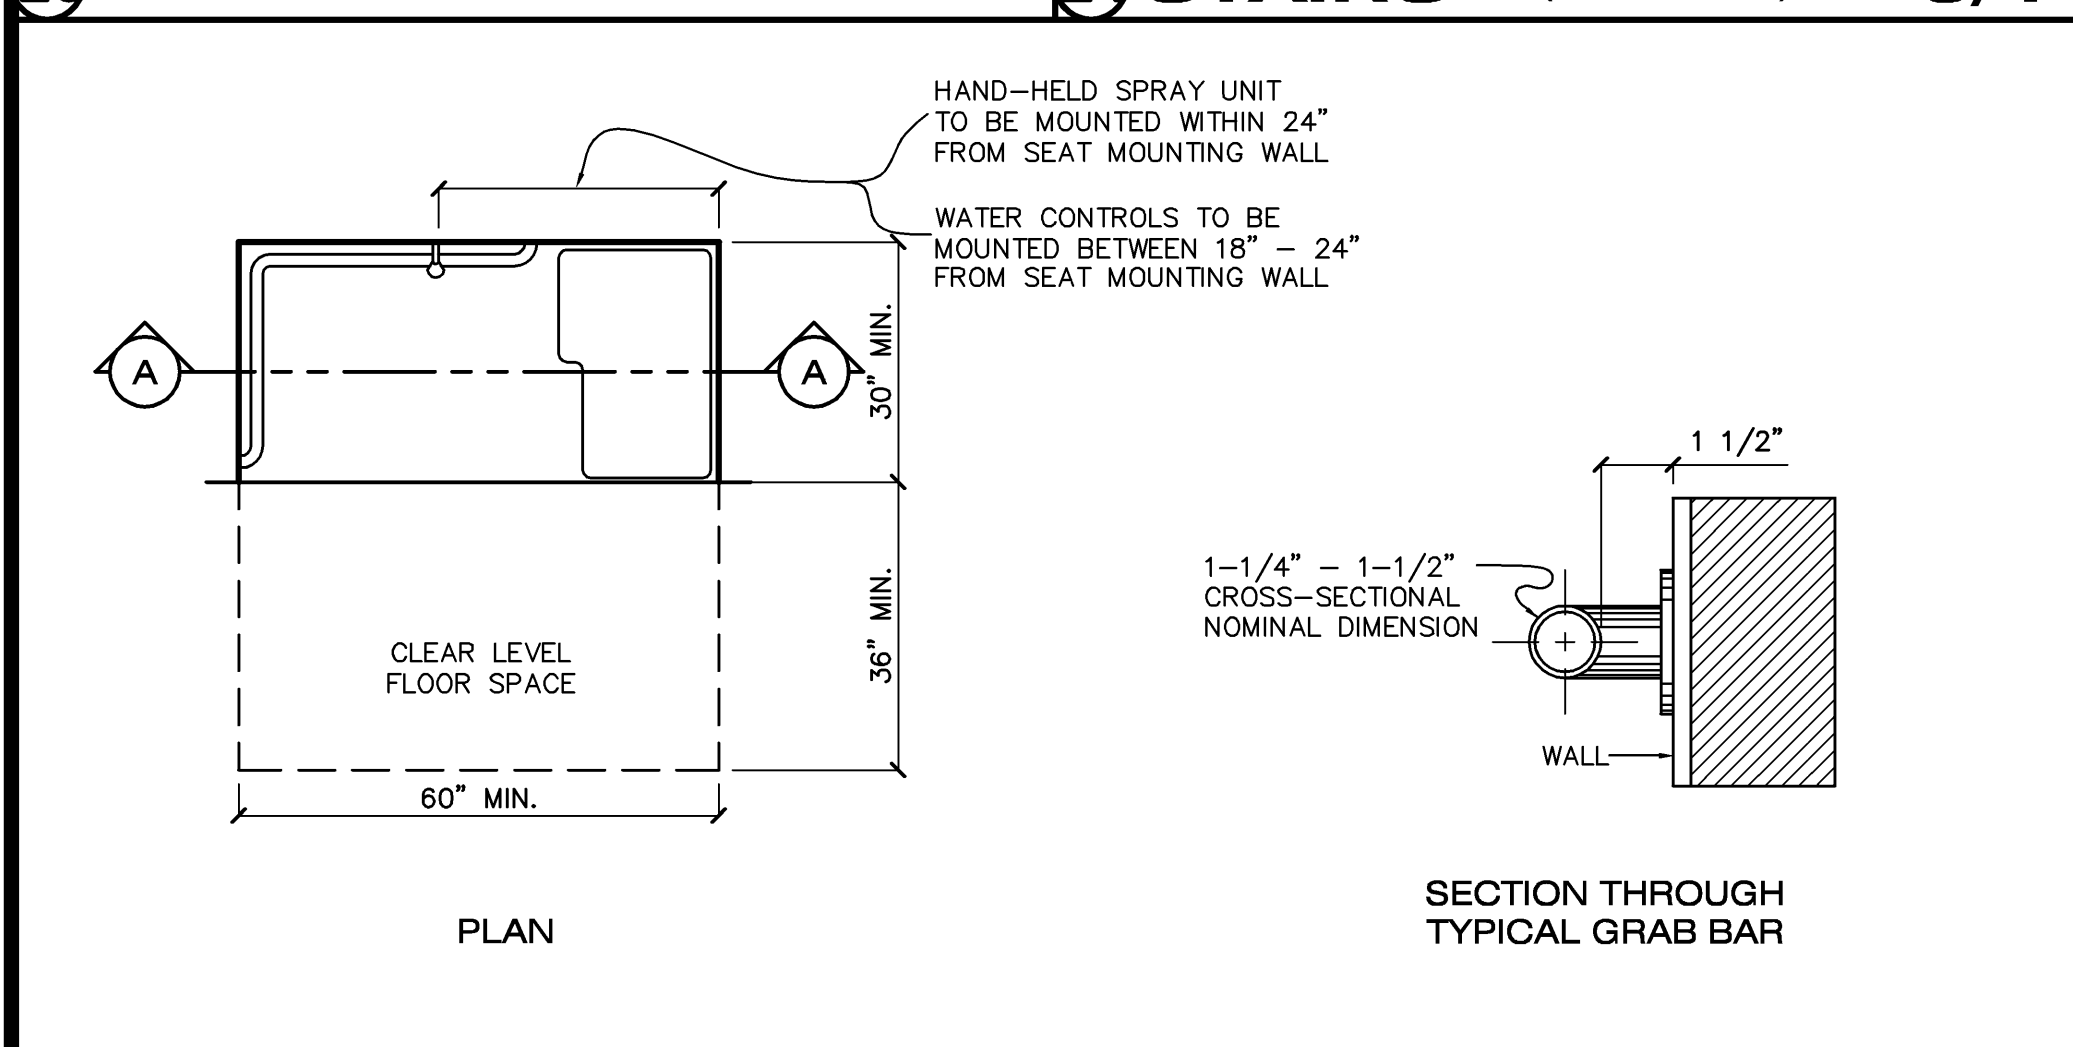 HAND-HELD SPRAY UNIT
TO BE MOUNTED WITHIN 24"
FROM SEAT MOUNTING WALL
WATER CONTROLS TO BE
MOUNTED BETWEEN 18" - 24"
FROM SEAT MOUNTING WALL
A
A
30" MIN.
36" MIN.
CLEAR LEVEL
FLOOR SPACE
60" MIN.
PLAN
1 1/2"
1-1/4" - 1-1/2"
CROSS-SECTIONAL
NOMINAL DIMENSION
WALL
SECTION THROUGH
TYPICAL GRAB BAR